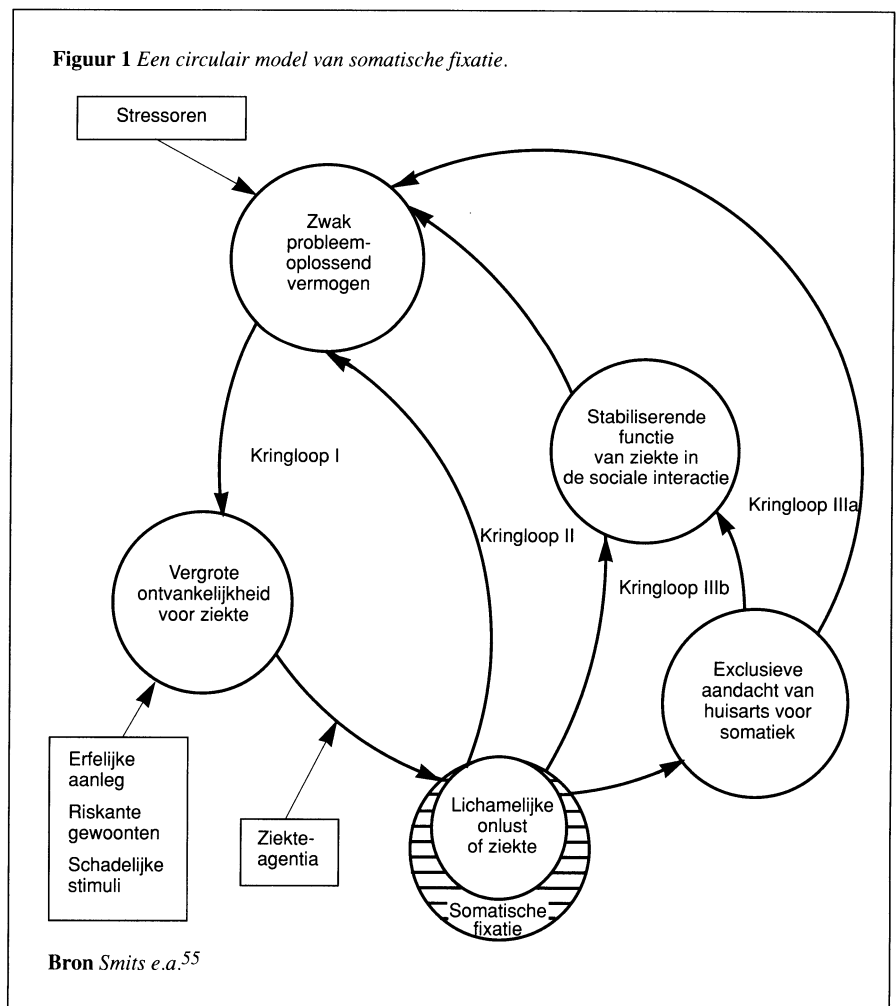 Figuur 1 Een circulair model van somatische fixatie.
Stressoren
Zwak
probleem-
oplossend
vermogen
Kringloop I
Stabiliserende
functie
van ziekte in
de sociale interactie
Kringloop II
Kringloop IIIa
Kringloop IIIb
Vergrote
ontvankelijkheid
voor ziekte
Exclusieve
aandacht van
huisarts voor
somatiek
Erfelijke
aanleg
Riskante
gewoonten
Schadelijke
stimuli
Ziekte-
agentia
Lichamelijke
onlust
of ziekte
Somatische
fixatie
Bron Smits e.a.55